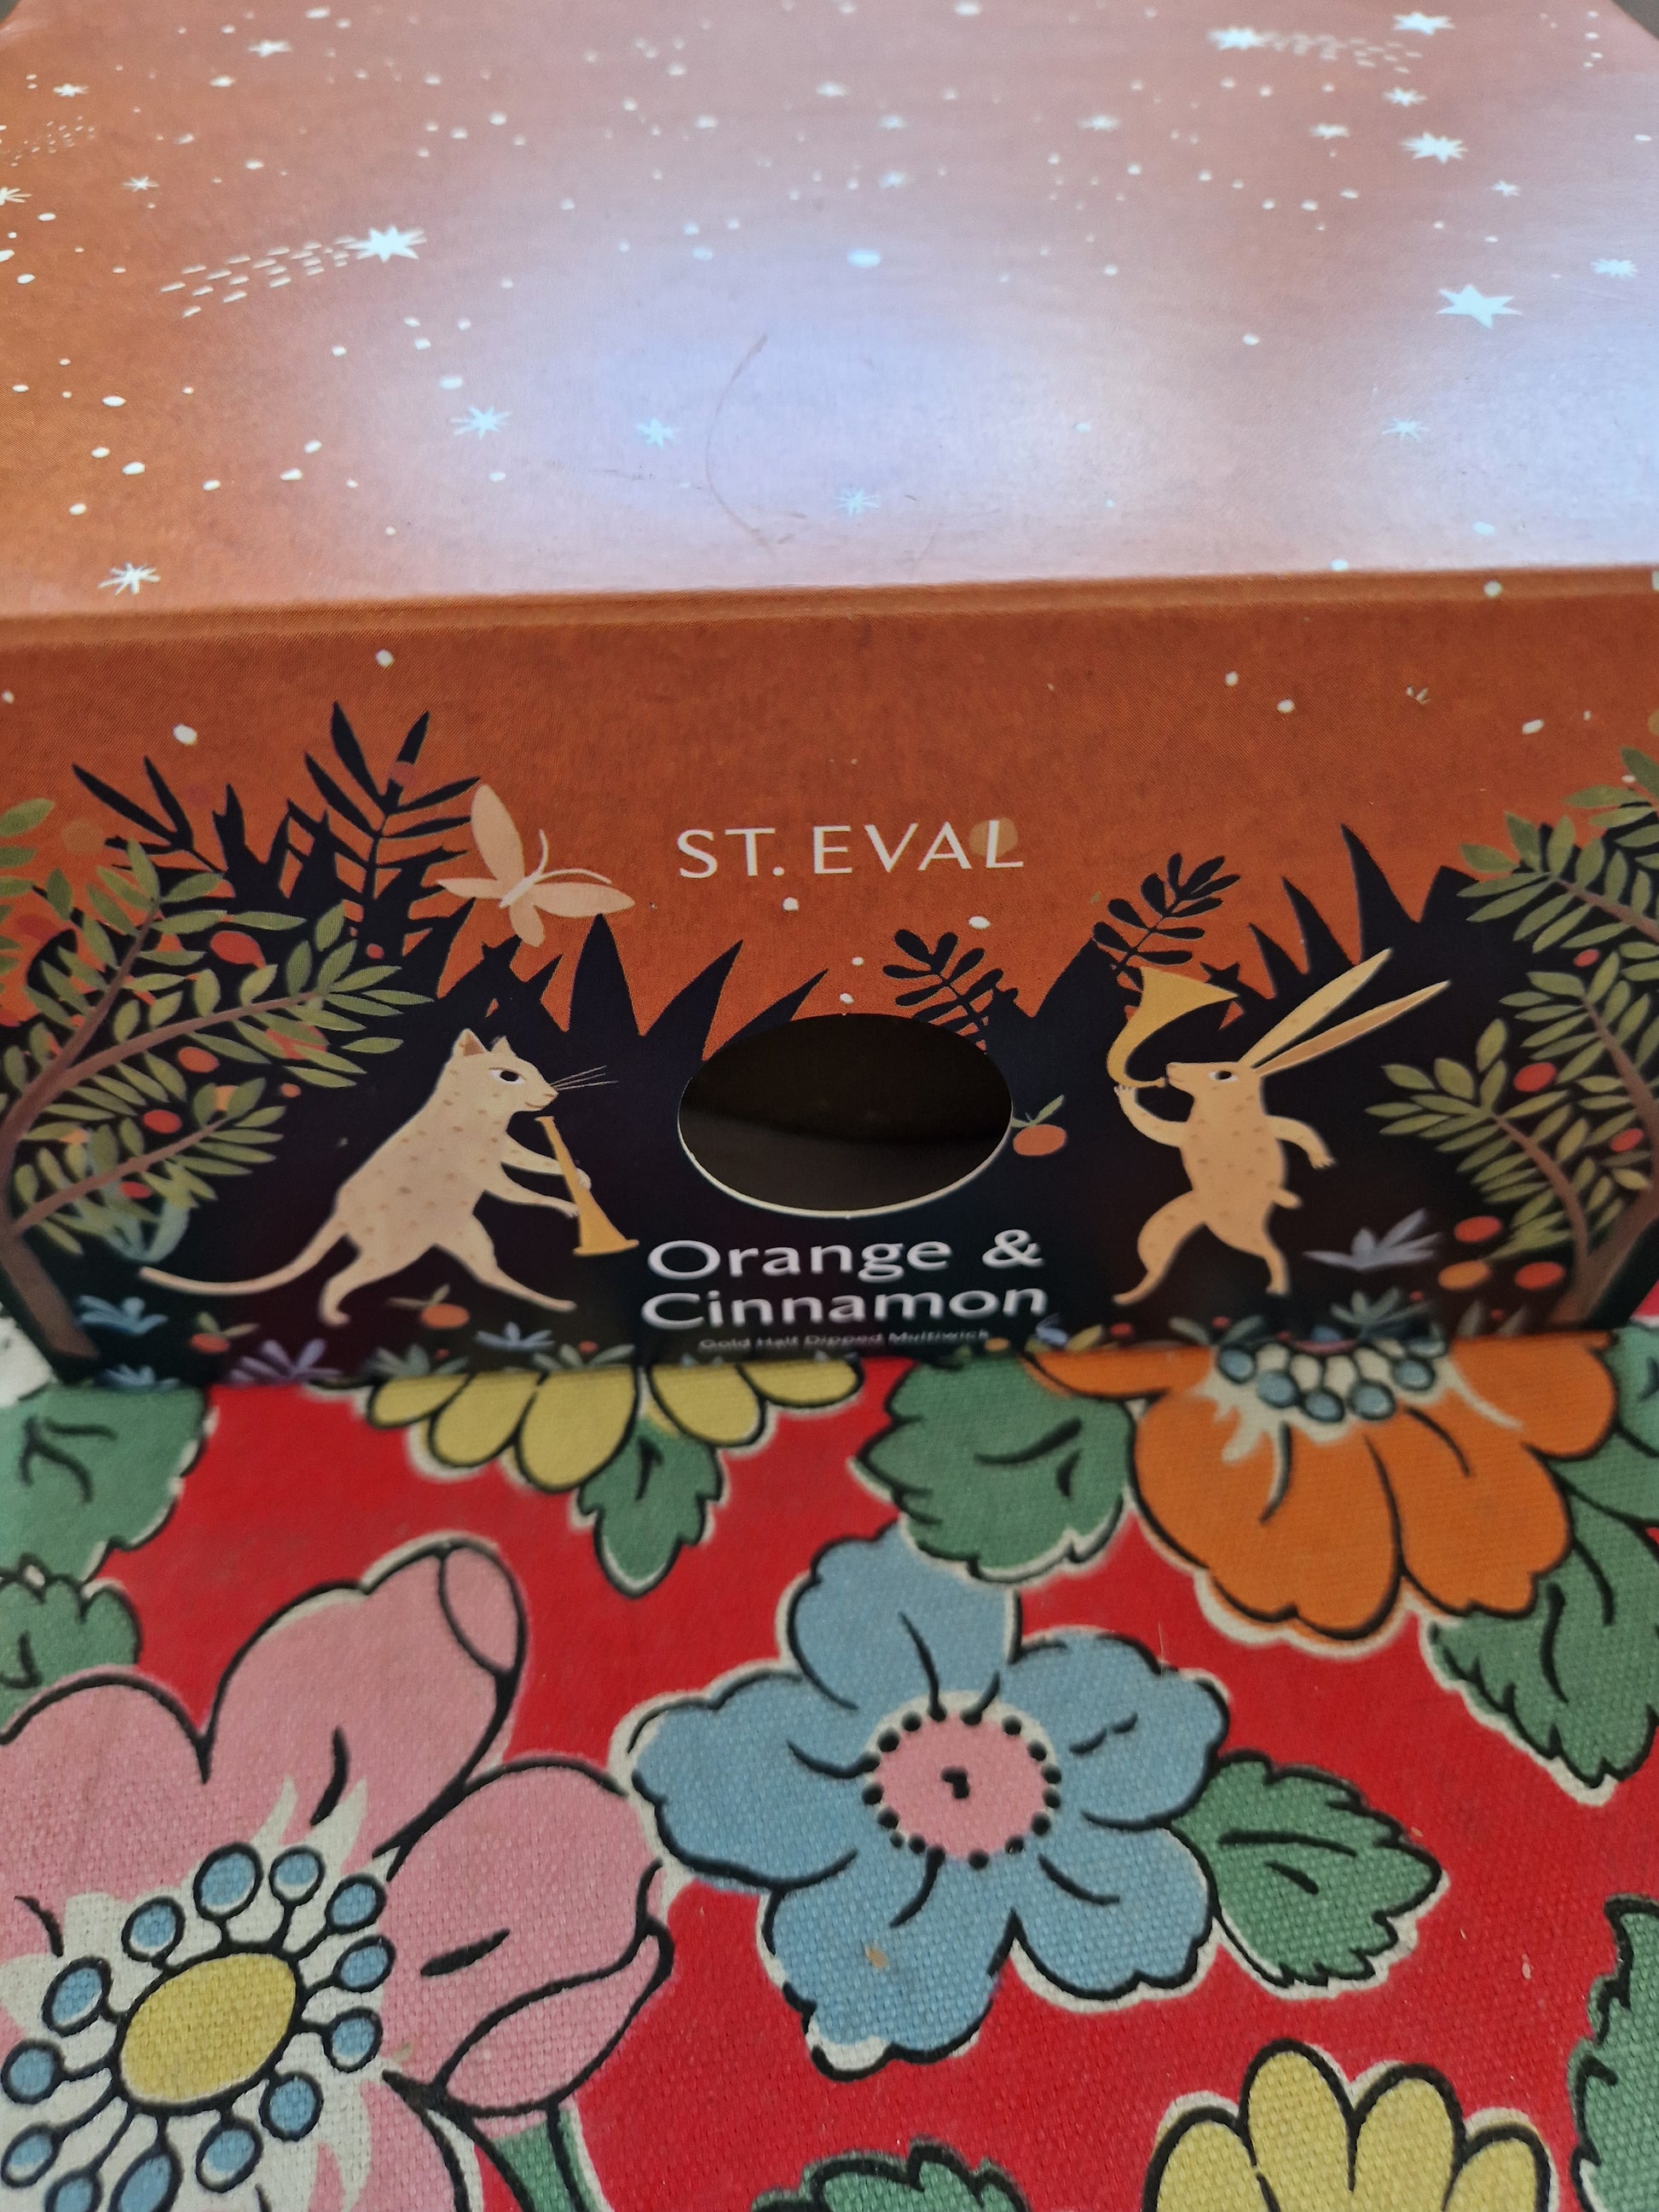 ST. EVAL
Orange &
Cinnamon
Gold Half Dipped Multiwick